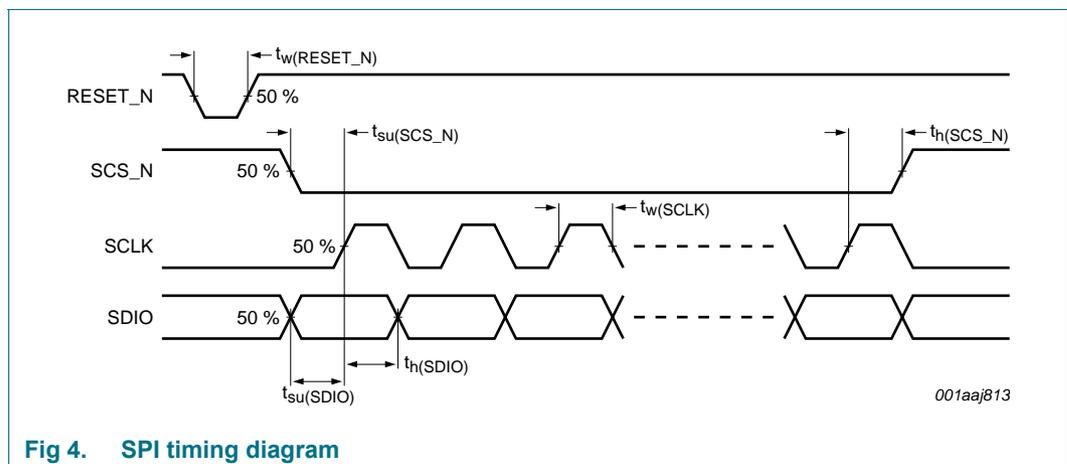 tw(RESET_N)
RESET_N
50 %
tsu(SCS_N)
th(SCS_N)
SCS_N
50 %
tw(SCLK)
SCLK
50 %
SDIO
50 %
th(SDIO)
tsu(SDIO)
001aaj813
Fig 4. SPI timing diagram